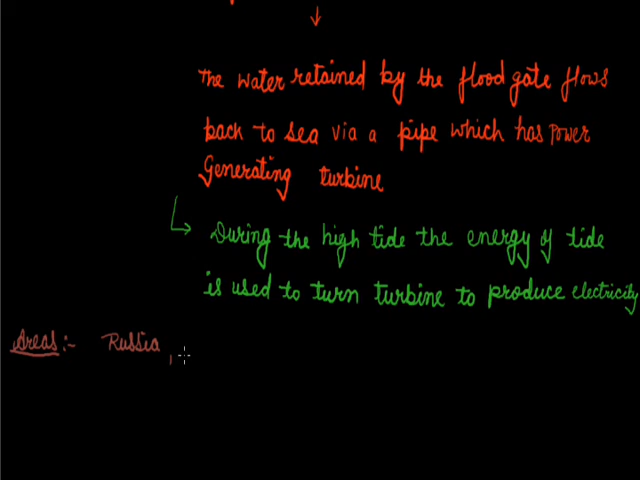 The water retained by the flood gate flows
back to sea via a pipe which has power
Generating turbine
During the high tide the energy of tide
is used to turn turbine to produce electricity
Areas:- Russia,